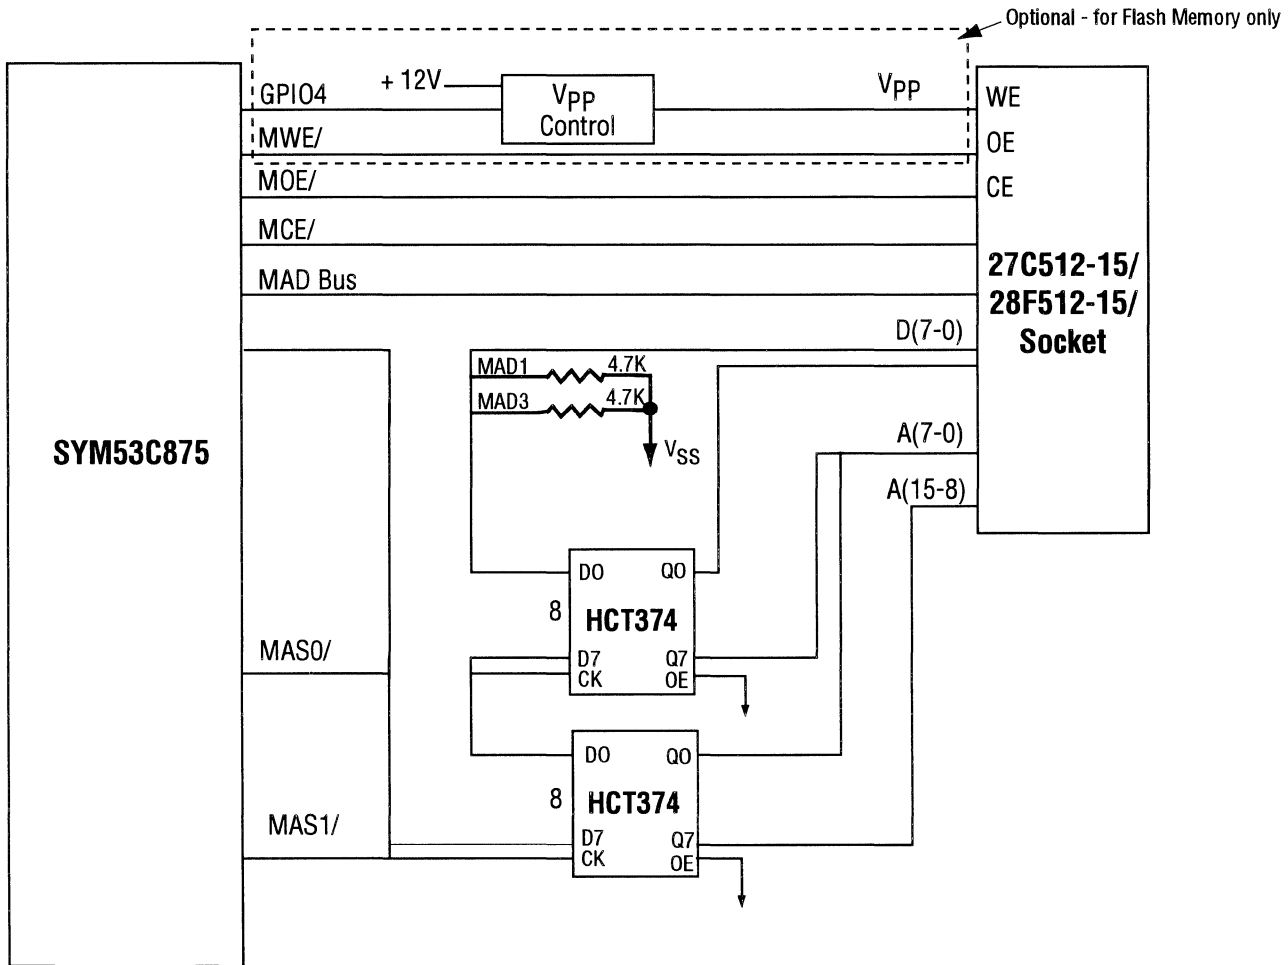 Optional - for Flash Memory only
GPIO4
+ 12V
VPP
Control
VPP
WE
MWE/
OE
MOE/
CE
MCE/
27C512-15/
28F512-15/
Socket
MAD Bus
D(7-0)
MAD1
4.7K
MAD3
4.7K
VSS
A(7-0)
A(15-8)
SYM53C875
DO
QO
8
HCT374
D7
Q7
CK
OE
MAS0/
DO
QO
8
HCT374
D7
Q7
CK
OE
MAS1/